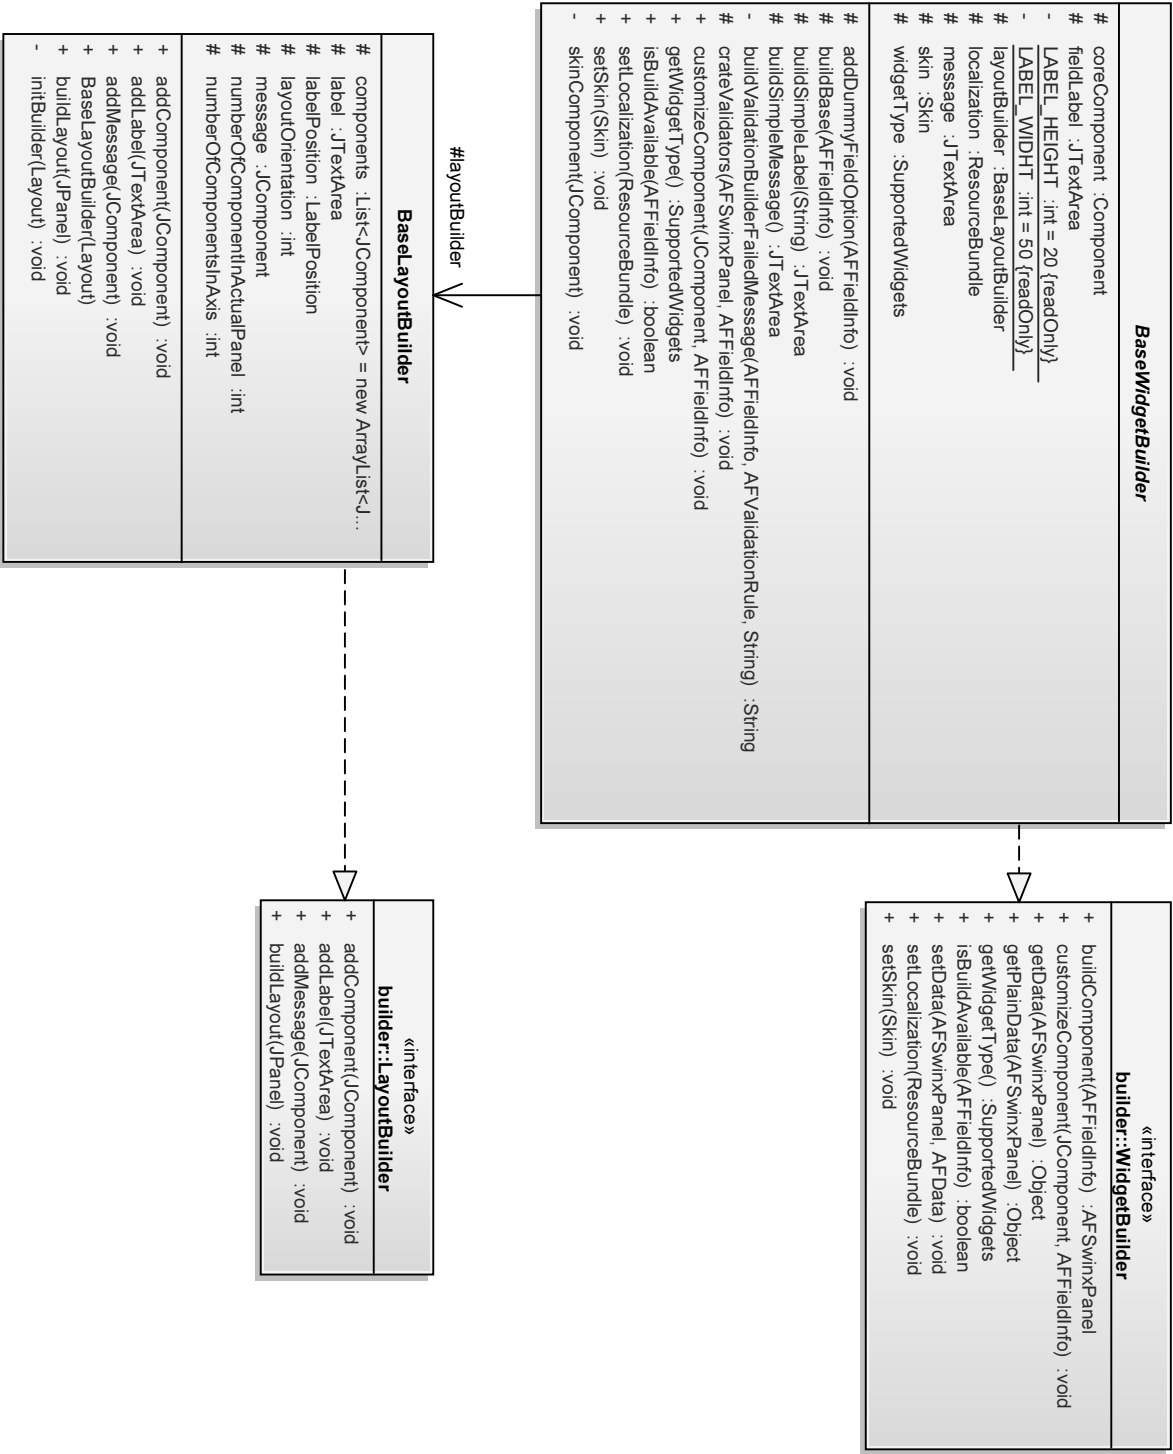 BaseWidgetBuilder
# coreComponent :Component
# fieldLabel :JTextArea
- LABEL_HEIGHT :int = 20 {readOnly}
- LABEL_WIDHT :int = 50 {readOnly}
# layoutBuilder :BaseLayoutBuilder
# localization :ResourceBundle
# message :JTextArea
# skin :Skin
# widgetType :SupportedWidgets
# addDummyFieldOption(AFFieldInfo) :void
# buildBase(AFFieldInfo) :void
# buildSimpleLabel(String) :JTextArea
# buildSimpleMessage() :JTextArea
- buildValidationBuilderFailedMessage(AFFieldInfo, AFValidationRule, String) :String
# crateValidators(AFSwinxPanel, AFFieldInfo) :void
+ customizeComponent(JComponent, AFFieldInfo) :void
+ getWidgetType() :SupportedWidgets
+ isBuildAvailable(AFFieldInfo) :boolean
+ setLocalization(ResourceBundle) :void
+ setSkin(Skin) :void
- skinComponent(JComponent) :void
«interface»
builder::WidgetBuilder
+ buildComponent(AFFieldInfo) :AFSwinxPanel
+ customizeComponent(JComponent, AFFieldInfo) :void
+ getData(AFSwinxPanel) :Object
+ getPlainData(AFSwinxPanel) :Object
+ getWidgetType() :SupportedWidgets
+ isBuildAvailable(AFFieldInfo) :boolean
+ setData(AFSwinxPanel, AFData) :void
+ setLocalization(ResourceBundle) :void
+ setSkin(Skin) :void
#layoutBuilder
BaseLayoutBuilder
# components :List<JComponent> = new ArrayList<J...
# label :JTextArea
# labelPosition :LabelPosition
# layoutOrientation :int
# message :JComponent
# numberOfComponentInActualPanel :int
# numberOfComponentsInAxis :int
+ addComponent(JComponent) :void
+ addLabel(JTextArea) :void
+ addMessage(JComponent) :void
+ BaseLayoutBuilder(Layout)
+ buildLayout(JPanel) :void
- initBuilder(Layout) :void
«interface»
builder::LayoutBuilder
+ addComponent(JComponent) :void
+ addLabel(JTextArea) :void
+ addMessage(JComponent) :void
+ buildLayout(JPanel) :void